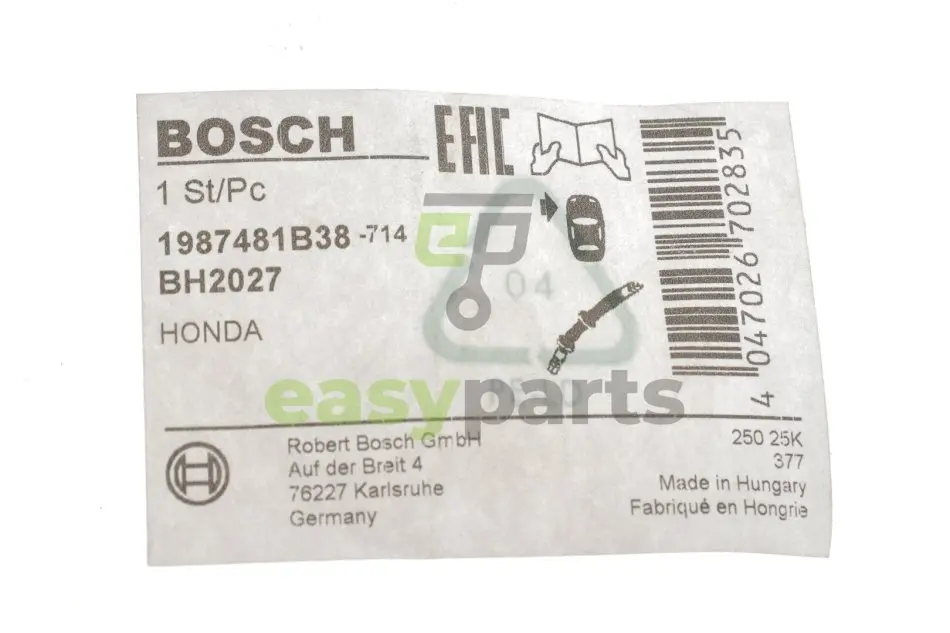 BOSCH
EAC
1 St/Pc
1987481B38 -714
BH2027
HONDA
04
easyparts
4 047026 702835
Robert Bosch GmbH
Auf der Breit 4
76227 Karlsruhe
Germany
250 25K
377
Made in Hungary
Fabriqué en Hongrie